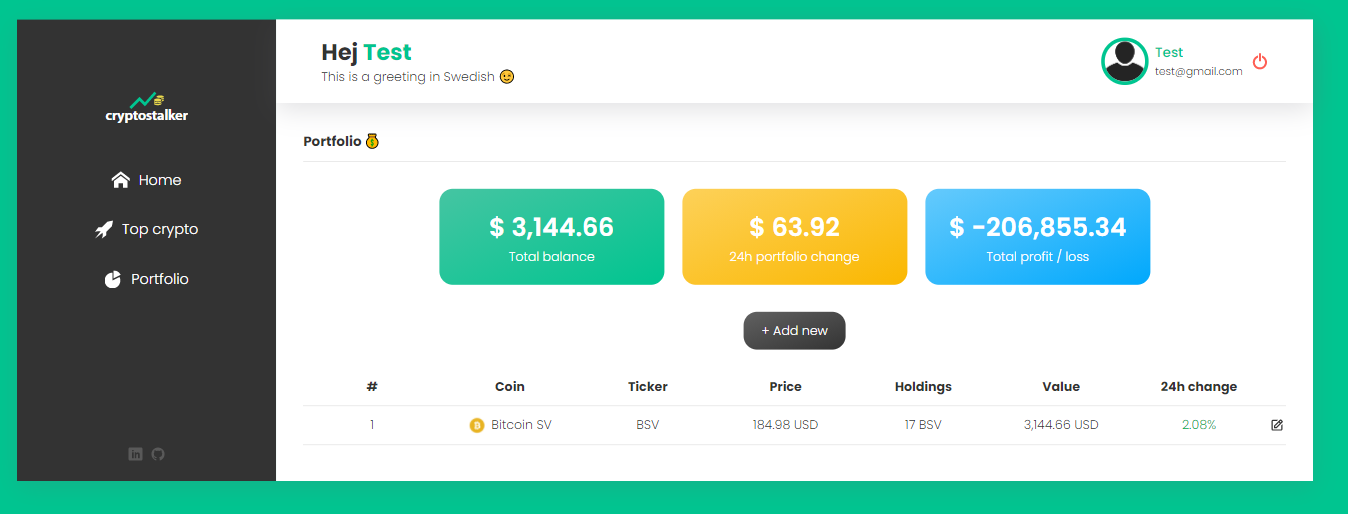 cryptostalker
Home
Top crypto
Portfolio
Hej Test
This is a greeting in Swedish 😉
Test
test@gmail.com
Portfolio 💰
$ 3,144.66
Total balance
$ 63.92
24h portfolio change
$ -206,855.34
Total profit / loss
+ Add new
# Coin Ticker Price Holdings Value 24h change
1 Bitcoin SV BSV 184.98 USD 17 BSV 3,144.66 USD 2.08%